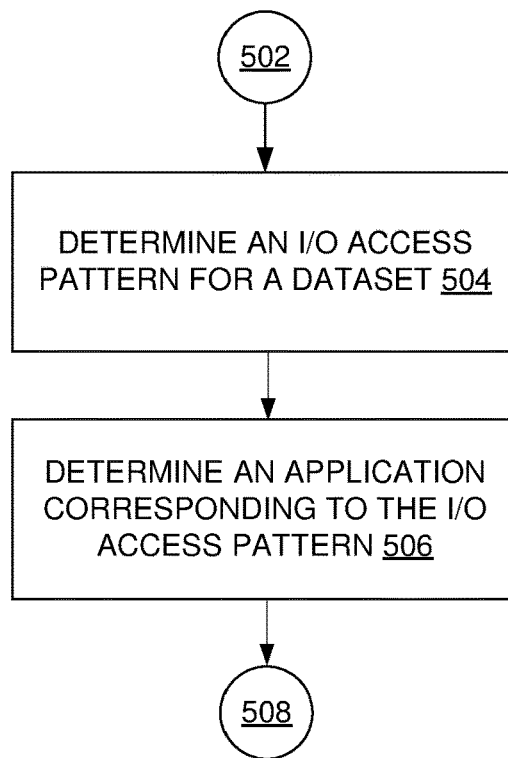 502
DETERMINE AN I/O ACCESS
PATTERN FOR A DATASET 504
DETERMINE AN APPLICATION
CORRESPONDING TO THE I/O
ACCESS PATTERN 506
508